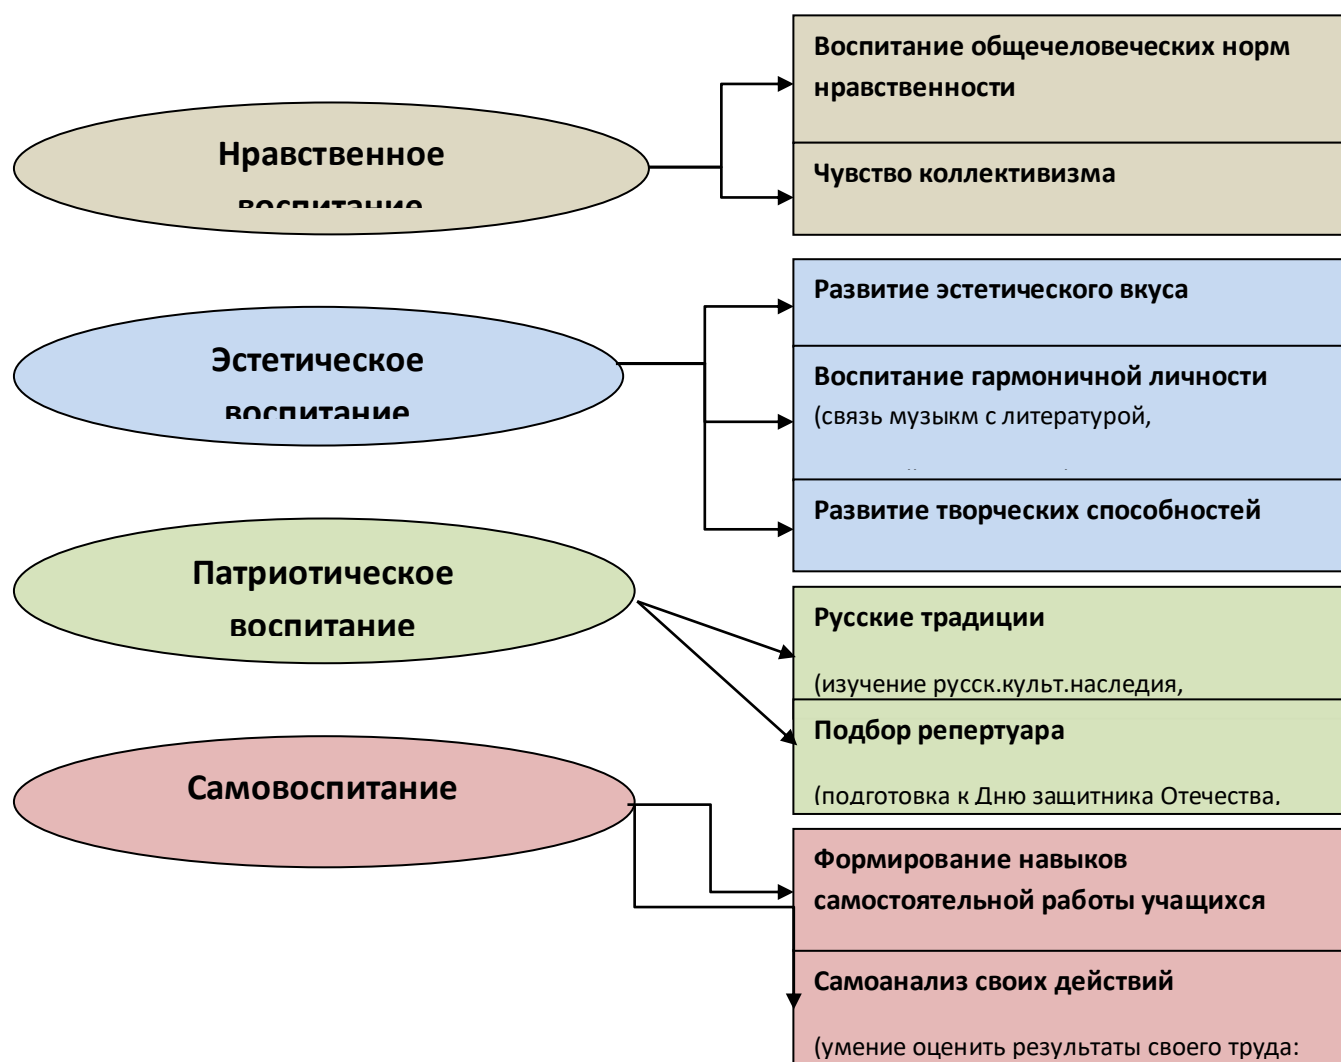 Нравственное
воспитание
Воспитание общечеловеческих норм
нравственности
Чувство коллективизма
Эстетическое
воспитание
Развитие эстетического вкуса
Воспитание гармоничной личности
(связь музыкм с литературой,
Развитие творческих способностей
Патриотическое
воспитание
Русские традиции
(изучение русск.культ.наследия,
Подбор репертуара
(подготовка к Дню защитника Отечества,
Самовоспитание
Формирование навыков
самостоятельной работы учащихся
Самоанализ своих действий
(умение оценить результаты своего труда: